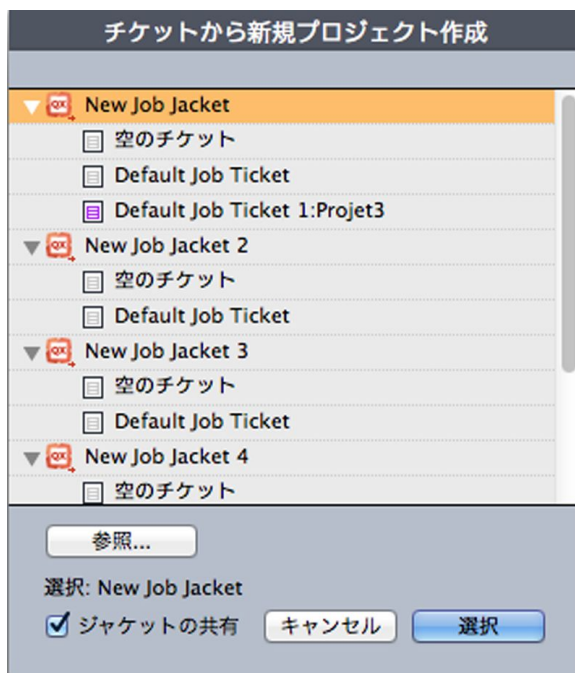 チケットから新規プロジェクト作成
New Job Jacket
空のチケット
Default Job Ticket
Default Job Ticket 1:Projet3
New Job Jacket 2
空のチケット
Default Job Ticket
New Job Jacket 3
空のチケット
Default Job Ticket
New Job Jacket 4
空のチケット
参照...
選択: New Job Jacket
ジャケットの共有 キャンセル 選択